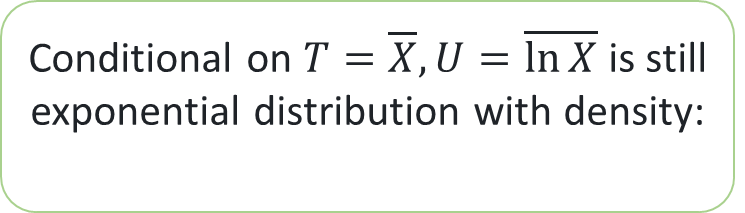 Conditional on T = X̅, U = \overline{ln X} is still
exponential distribution with density: